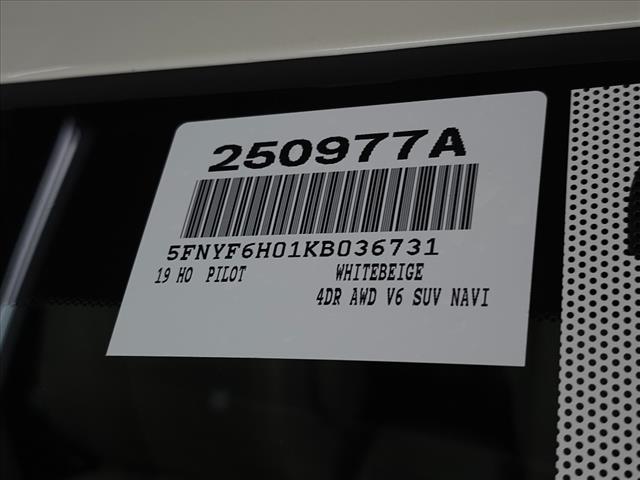 250977A
5FNYF6H01KB036731
19 HO PILOT WHITEBEIGE
4DR AWD V6 SUV NAVI